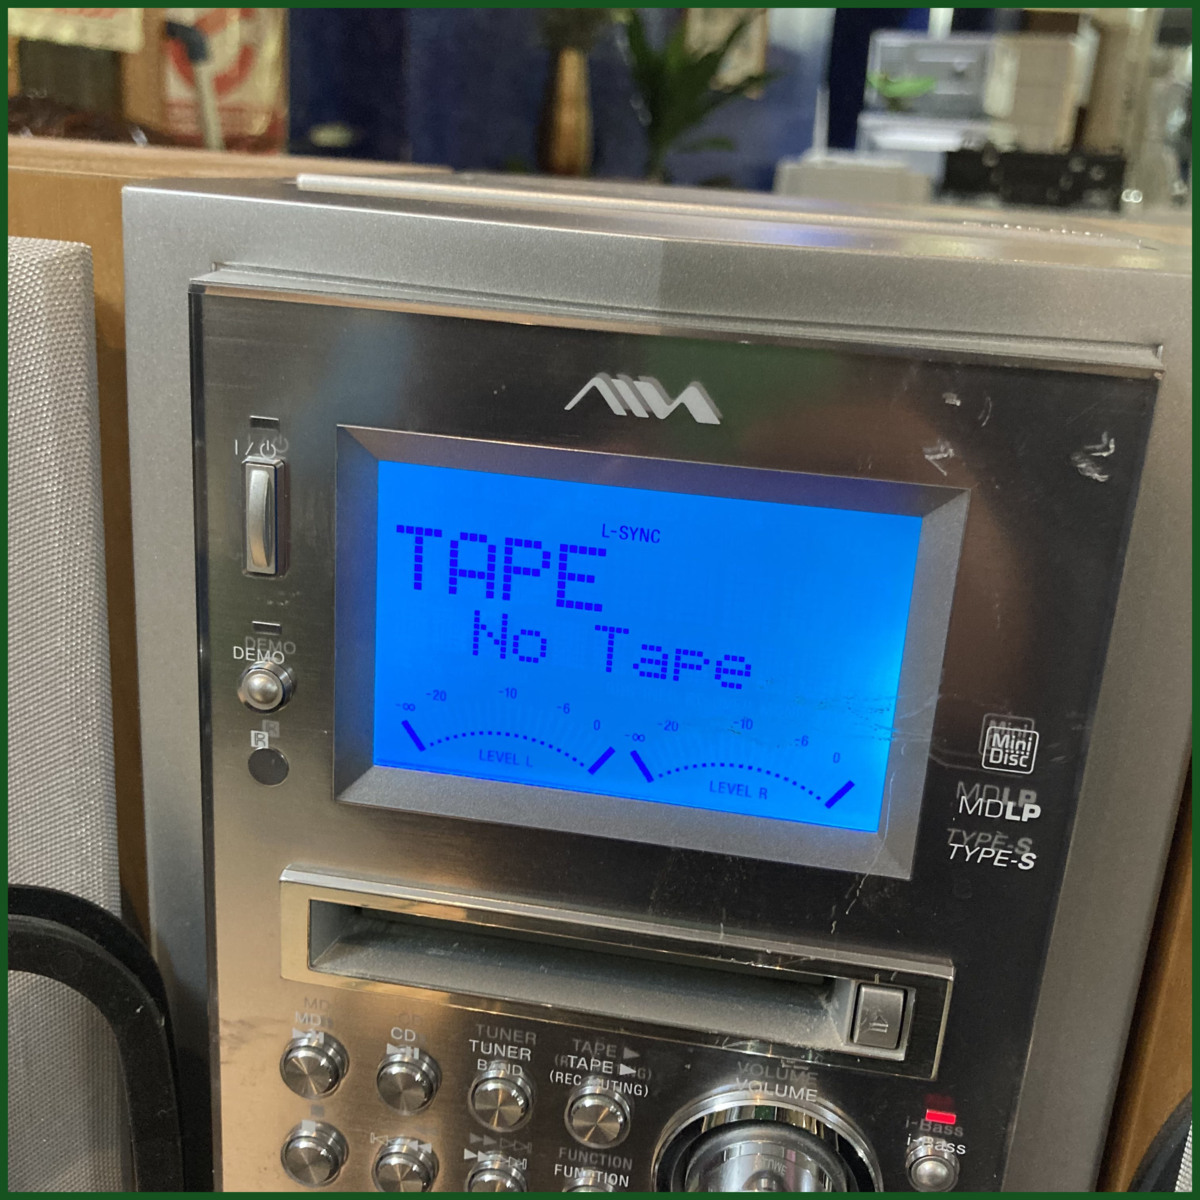 AIWA
I/⏻
L-SYNC
TAPE
No Tape
DEMO
R
-∞ -20 -10 -6 0
LEVEL L
-∞ -20 -10 -6 0
LEVEL R
Mini
Disc
MDLP
TYPE-S
MD
CD
TUNER
BAND
TAPE ▶
(REC MUTING)
VOLUME
i-Bass
FUNCTION